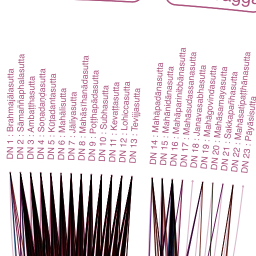 DN 1 : Brahmajālasutta
DN 2 : Sāmaññaphalasutta
DN 3 : Ambaṭṭhasutta
DN 4 : Soṇadaṇḍasutta
DN 5 : Kūṭadantasutta
DN 6 : Mahālisutta
DN 7 : Jāliyasutta
DN 8 : Mahāsīhanādasutta
DN 9 : Poṭṭhapādasutta
DN 10 : Subhasutta
DN 11 : Kevaṭṭasutta
DN 12 : Lohiccasutta
DN 13 : Tevijjasutta
DN 14 : Mahāpadānasutta
DN 15 : Mahānidānasutta
DN 16 : Mahāparinibbānasutta
DN 17 : Mahāsudassanasutta
DN 18 : Janavasabhasutta
DN 19 : Mahāgovindasutta
DN 20 : Mahāsamayasutta
DN 21 : Sakkapañhasutta
DN 22 : Mahāsatipaṭṭhānasutta
DN 23 : Pāyāsisutta